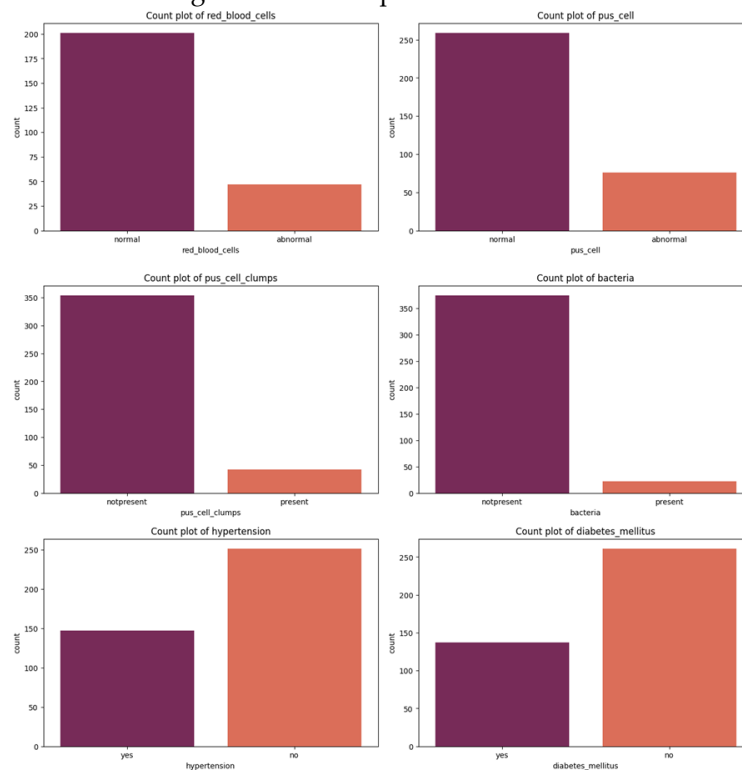 Count plot of red_blood_cells
200
175
150
125
100
75
50
25
0
count
normal
abnormal
red_blood_cells
Count plot of pus_cell
250
200
150
100
50
0
count
normal
abnormal
pus_cell
Count plot of pus_cell_clumps
350
300
250
200
150
100
50
0
count
notpresent
present
pus_cell_clumps
Count plot of bacteria
350
300
250
200
150
100
50
0
count
notpresent
present
bacteria
Count plot of hypertension
250
200
150
100
50
0
count
yes
no
hypertension
Count plot of diabetes_mellitus
250
200
150
100
50
0
count
yes
no
diabetes_mellitus